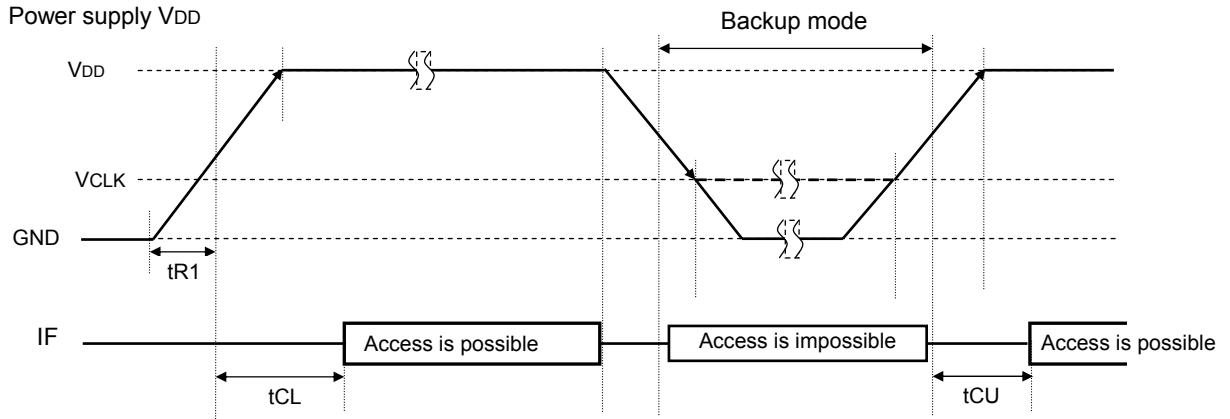 Power supply VDD
Backup mode
VDD
VCLK
GND
tR1
IF
Access is possible
Access is impossible
Access is possible
tCL
tCU